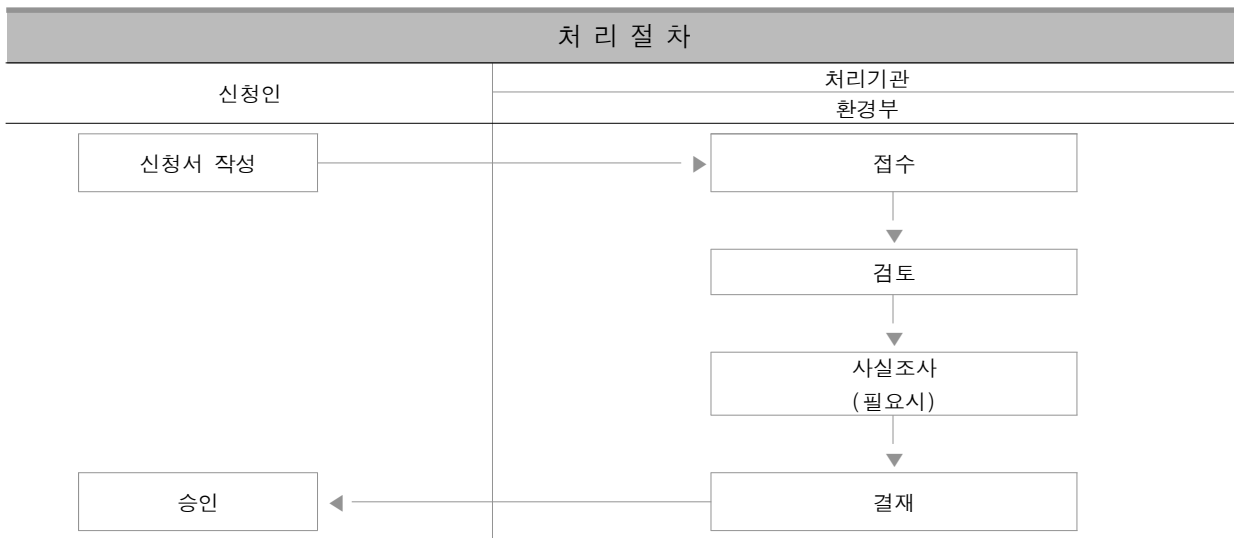 처 리 절 차
신청인
처리기관
환경부
신청서 작성
접수
검토
사실조사
(필요시)
승인
결재